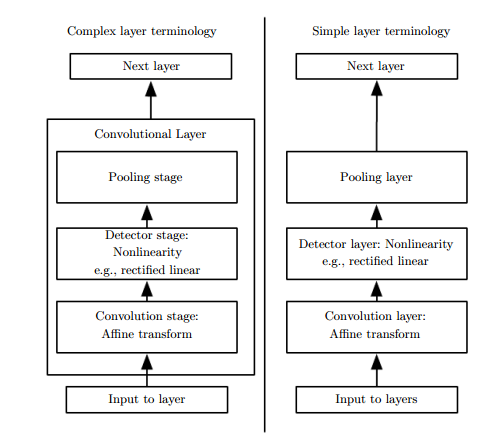 Complex layer terminology
Next layer
Convolutional Layer
Pooling stage
Detector stage:
Nonlinearity
e.g., rectified linear
Convolution stage:
Affine transform
Input to layer
Simple layer terminology
Next layer
Pooling layer
Detector layer: Nonlinearity
e.g., rectified linear
Convolution layer:
Affine transform
Input to layers